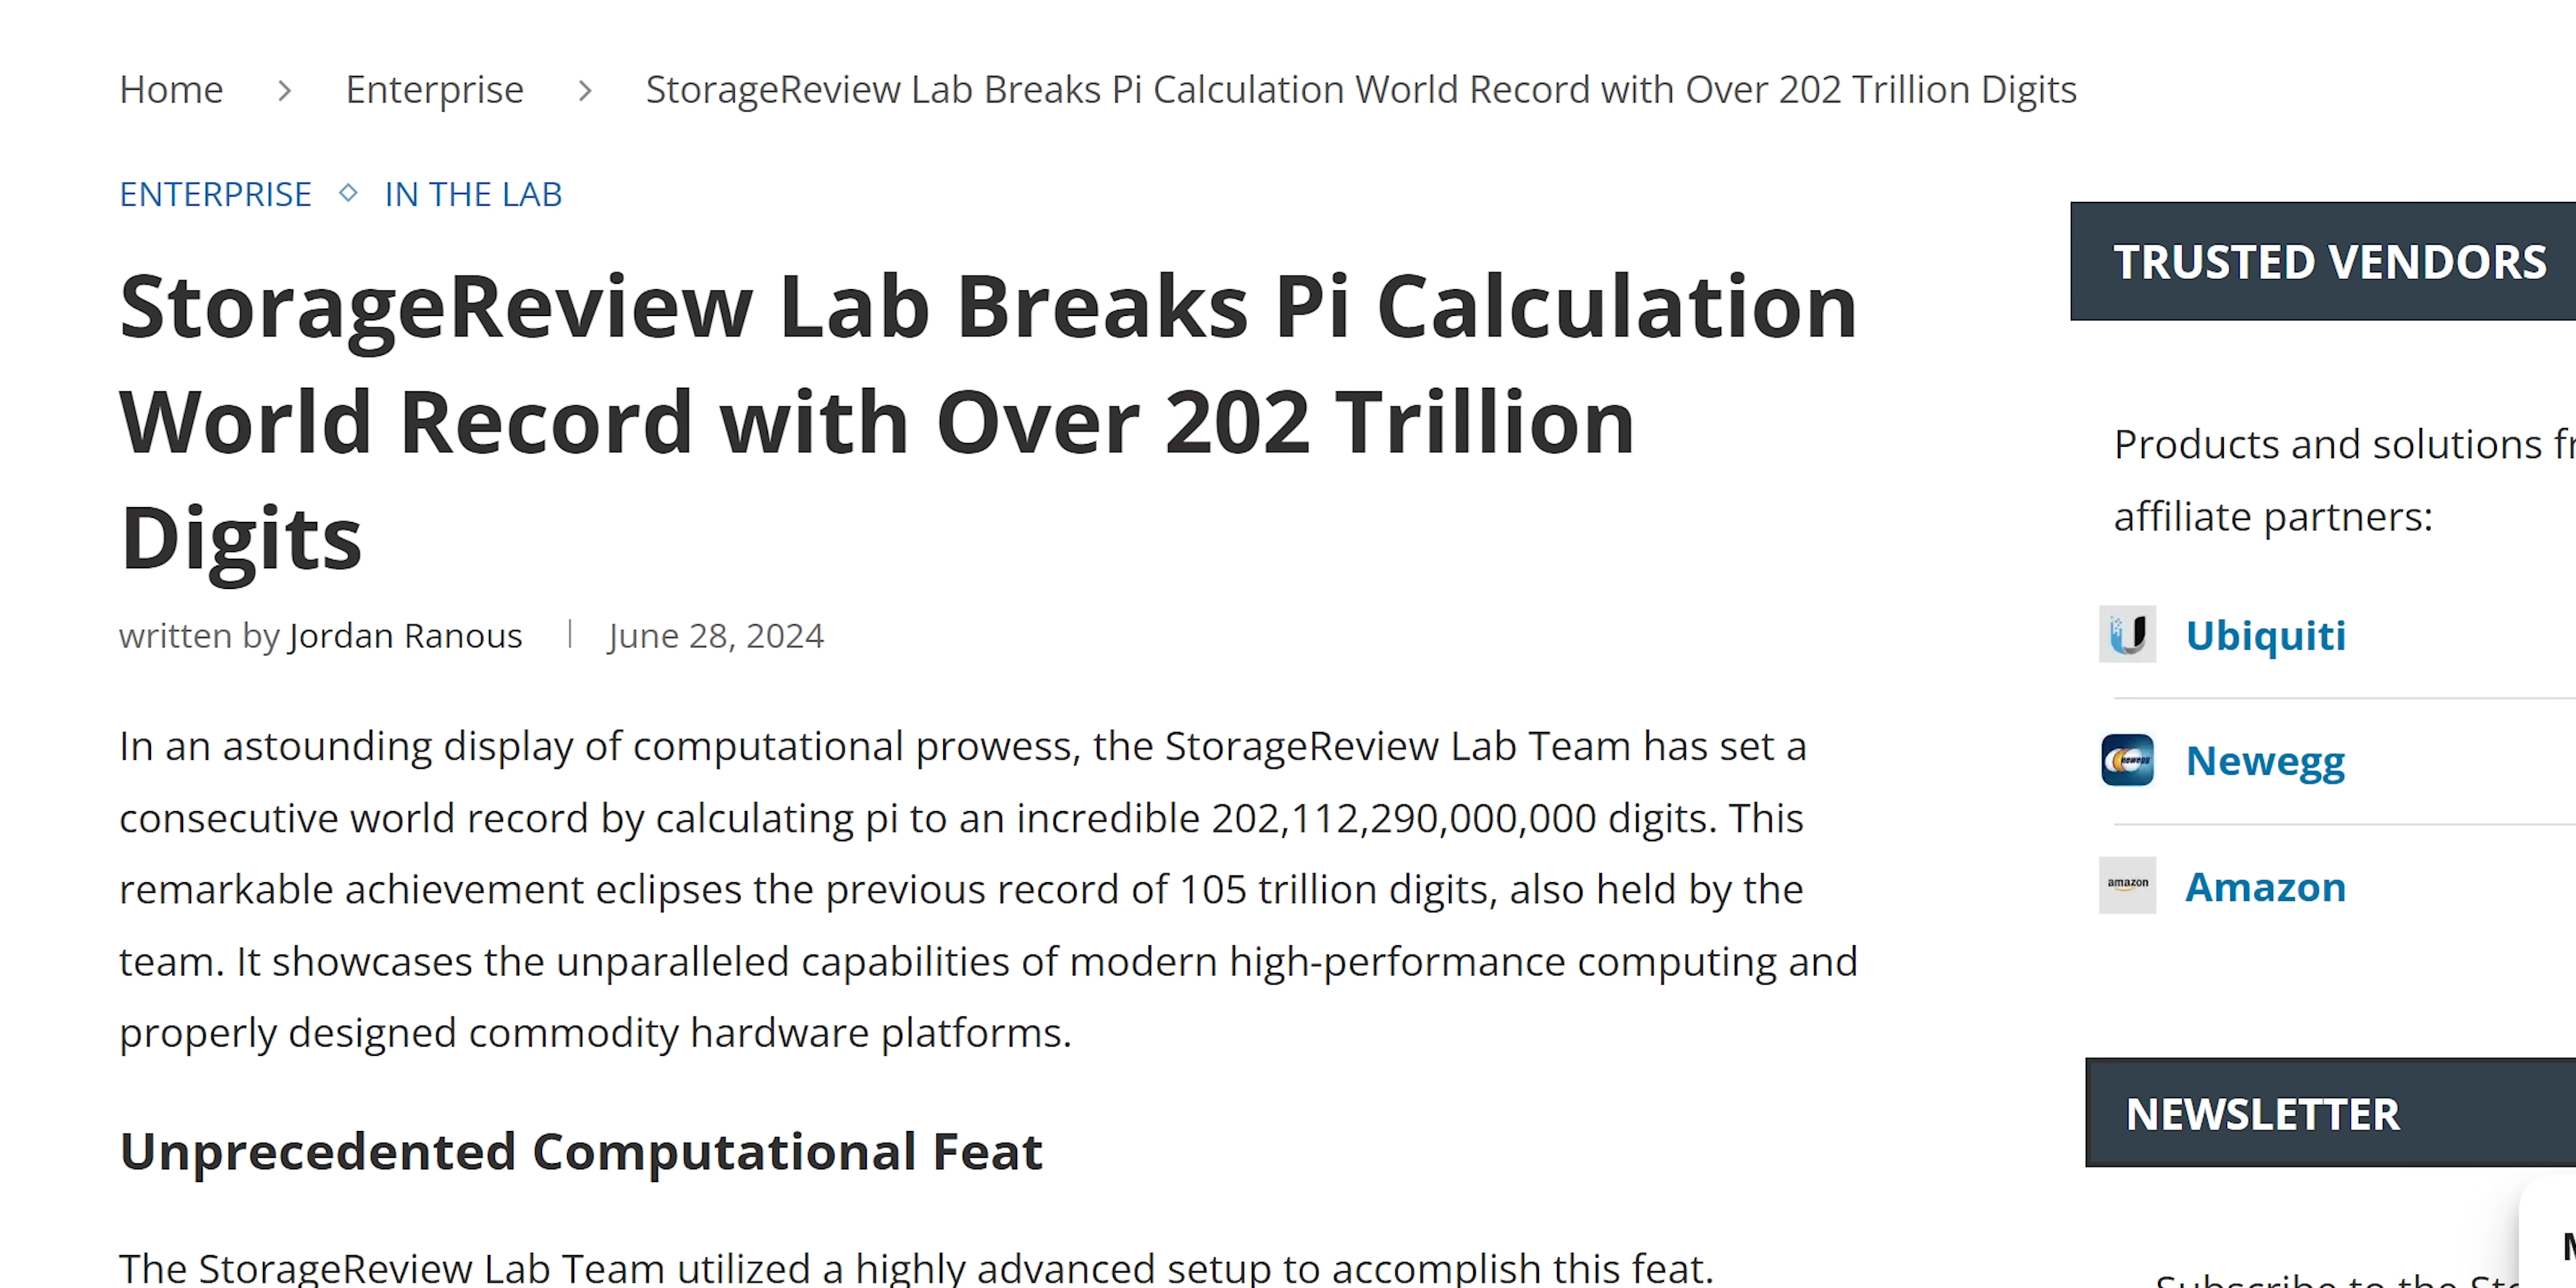 Home > Enterprise > StorageReview Lab Breaks Pi Calculation World Record with Over 202 Trillion Digits
ENTERPRISE ◇ IN THE LAB
StorageReview Lab Breaks Pi Calculation
World Record with Over 202 Trillion
Digits
written by Jordan Ranous | June 28, 2024
In an astounding display of computational prowess, the StorageReview Lab Team has set a
consecutive world record by calculating pi to an incredible 202,112,290,000,000 digits. This
remarkable achievement eclipses the previous record of 105 trillion digits, also held by the
team. It showcases the unparalleled capabilities of modern high-performance computing and
properly designed commodity hardware platforms.
Unprecedented Computational Feat
The StorageReview Lab Team utilized a highly advanced setup to accomplish this feat.
TRUSTED VENDORS
Products and solutions
affiliate partners:
Ubiquiti
newegg Newegg
amazon Amazon
NEWSLETTER
Subscribe to the